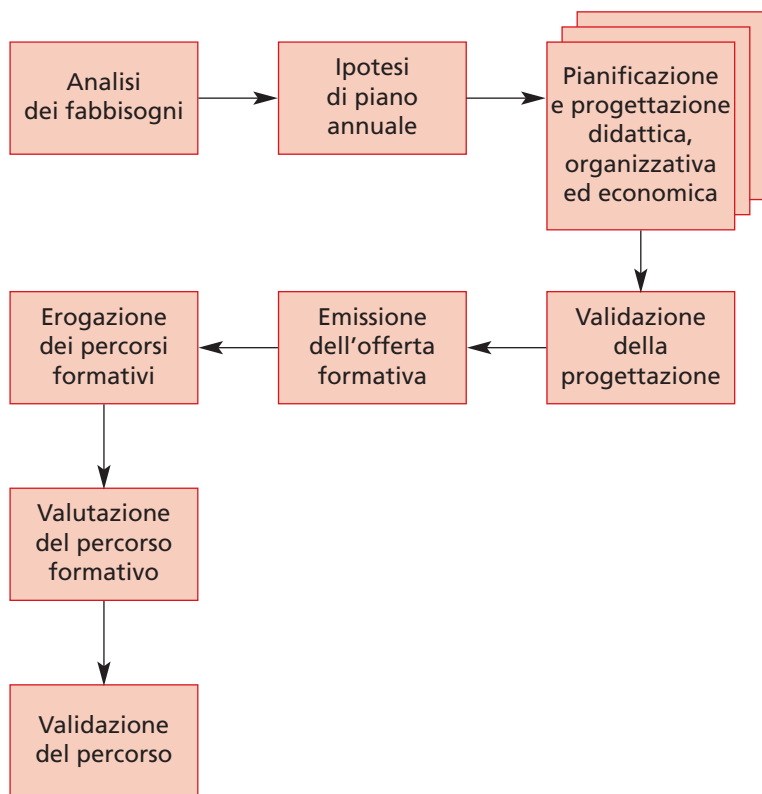 Analisi
dei fabbisogni
Ipotesi
di piano
annuale
Pianificazione
e progettazione
didattica,
organizzativa
ed economica
Validazione
della
progettazione
Emissione
dell'offerta
formativa
Erogazione
dei percorsi
formativi
Valutazione
del percorso
formativo
Validazione
del percorso